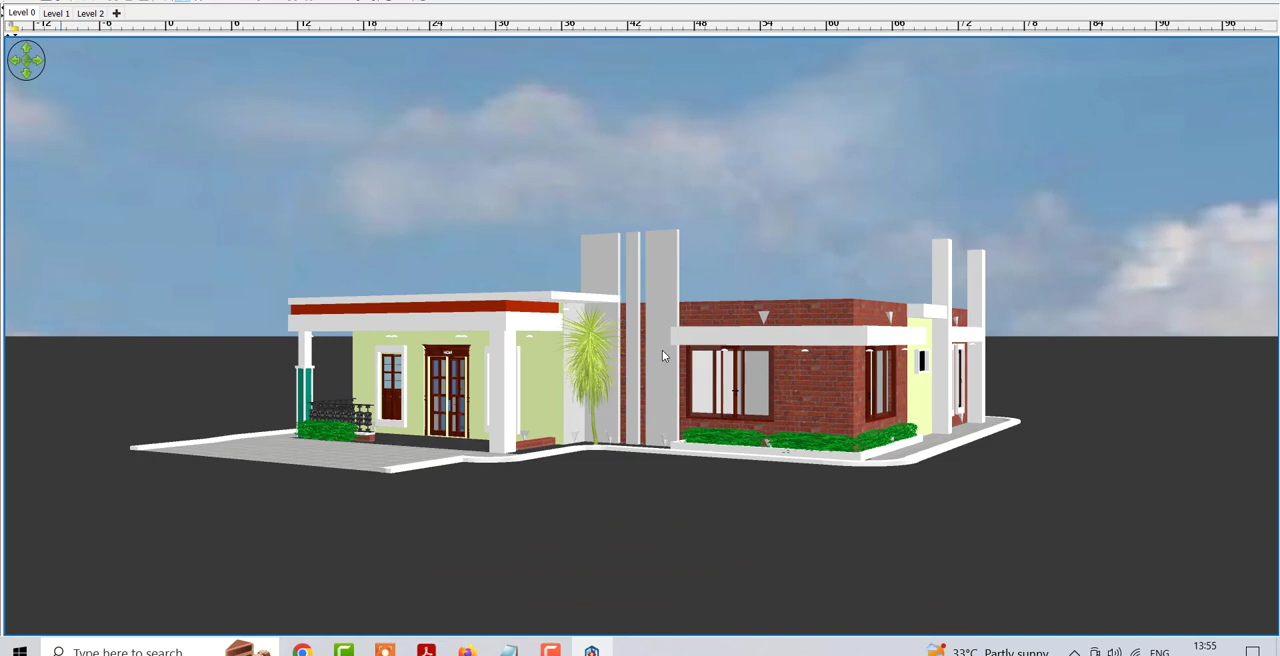 Level 0 Level 1 Level 2
-12 -6 0 6 12 18 24 30 36 42 48 54 60 66 72 78 84 90 96
Type here to search
33°C Partly sunny ENG 13:55